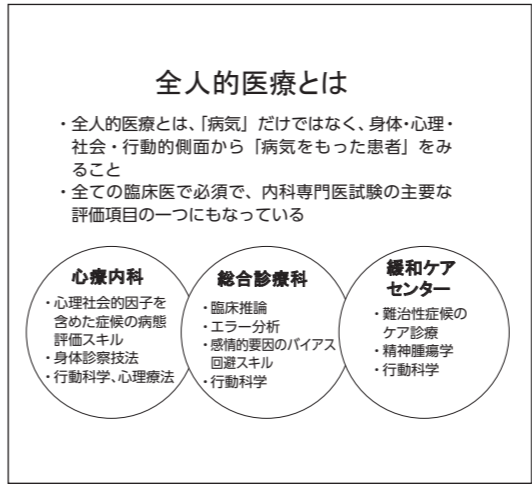 全人的医療とは
・全人的医療とは、「病気」だけではなく、身体・心理・
社会・行動的側面から「病気をもった患者」をみ
ること
・全ての臨床医で必須で、内科専門医試験の主要な
評価項目の一つにもなっている
心療内科
・心理社会的因子を
含めた症候の病態
評価スキル
・身体診察技法
・行動科学、心理療法
総合診療科
・臨床推論
・エラー分析
・感情的要因のバイアス
回避スキル
・行動科学
緩和ケア
センター
・難治性症候の
ケア診療
・精神腫瘍学
・行動科学